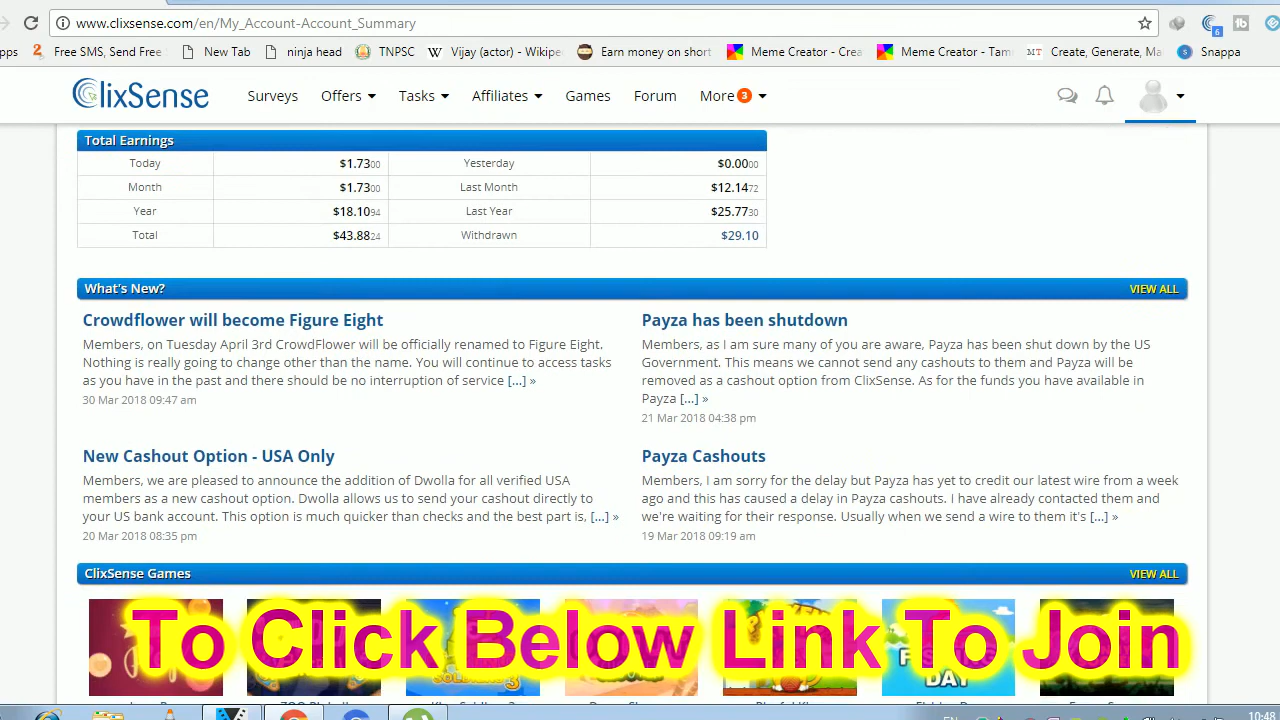 www.clixsense.com/en/My_Account-Account_Summary
6
Free SMS, Send Free
New Tab
ninja head
TNPSC
Vijay (actor) - Wikipe
Earn money on short
Meme Creator - Crea
Meme Creator - Tam
Create, Generate, Ma
Snappa
ClixSense
Surveys
Offers
Tasks
Affiliates
Games
Forum
More 3
Total Earnings
Today $1.7300 Yesterday $0.0000
Month $1.7300 Last Month $12.1472
Year $18.1094 Last Year $25.7730
Total $43.8824 Withdrawn $29.10
What's New? VIEW ALL
Crowdflower will become Figure Eight
Members, on Tuesday April 3rd CrowdFlower will be officially renamed to Figure Eight.
Nothing is really going to change other than the name. You will continue to access tasks
as you have in the past and there should be no interruption of service [...] »
30 Mar 2018 09:47 am
Payza has been shutdown
Members, as I am sure many of you are aware, Payza has been shut down by the US
Government. This means we cannot send any cashouts to them and Payza will be
removed as a cashout option from ClixSense. As for the funds you have available in
Payza [...] »
21 Mar 2018 04:38 pm
New Cashout Option - USA Only
Members, we are pleased to announce the addition of Dwolla for all verified USA
members as a new cashout option. Dwolla allows us to send your cashout directly to
your US bank account. This option is much quicker than checks and the best part is, [...] »
20 Mar 2018 08:35 pm
Payza Cashouts
Members, I am sorry for the delay but Payza has yet to credit our latest wire from a week
ago and this has caused a delay in Payza cashouts. I have already contacted them and
we're waiting for their response. Usually when we send a wire to them it's [...] »
19 Mar 2018 09:19 am
ClixSense Games VIEW ALL
To Click Below Link To Join
DAY
EN
10:48